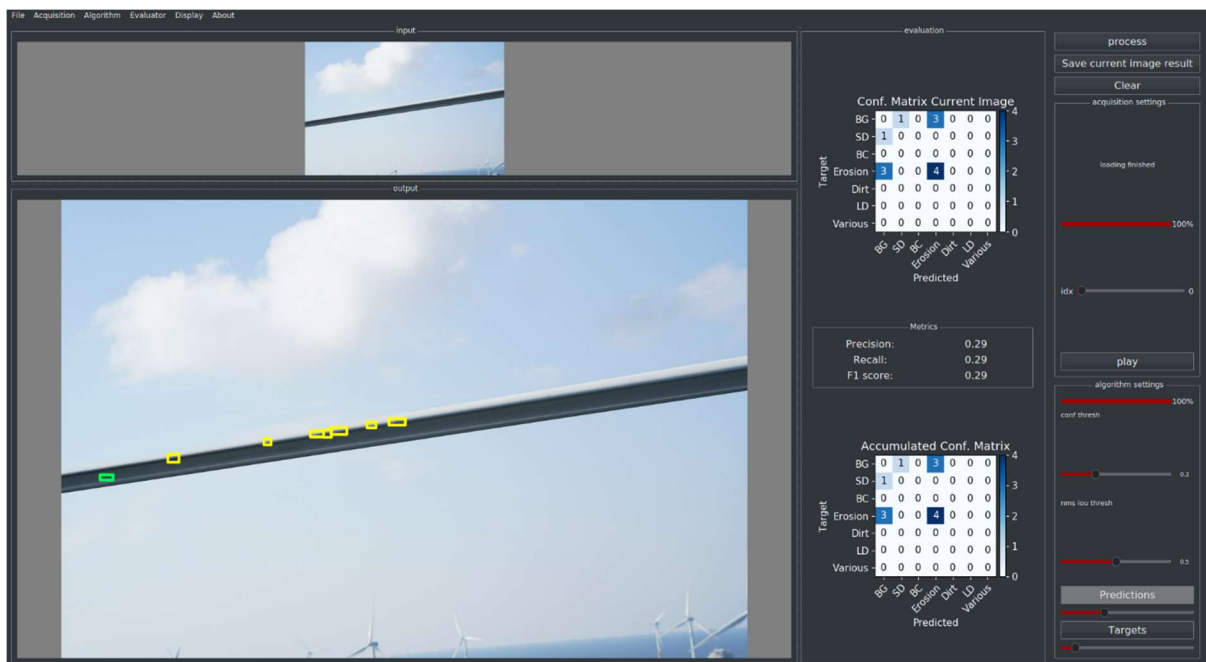 File Acquisition Algorithm Evaluator Display About
input
output
evaluation
Conf. Matrix Current Image
Target
BG 0 1 0 3 0 0 0
SD 1 0 0 0 0 0 0
BC 0 0 0 0 0 0 0
Erosion 3 0 0 4 0 0 0
Dirt 0 0 0 0 0 0 0
LD 0 0 0 0 0 0 0
Various 0 0 0 0 0 0 0
BG SD BC Erosion Dirt LD Various
Predicted
4
3
2
1
0
Metrics
Precision: 0.29
Recall: 0.29
F1 score: 0.29
Accumulated Conf. Matrix
Target
BG 0 1 0 3 0 0 0
SD 1 0 0 0 0 0 0
BC 0 0 0 0 0 0 0
Erosion 3 0 0 4 0 0 0
Dirt 0 0 0 0 0 0 0
LD 0 0 0 0 0 0 0
Various 0 0 0 0 0 0 0
BG SD BC Erosion Dirt LD Various
Predicted
4
3
2
1
0
process
Save current image result
Clear
acquisition settings
loading finished
100%
idx 0
play
algorithm settings
100%
conf thresh
0.3
nms iou thresh
0.5
Predictions
Targets